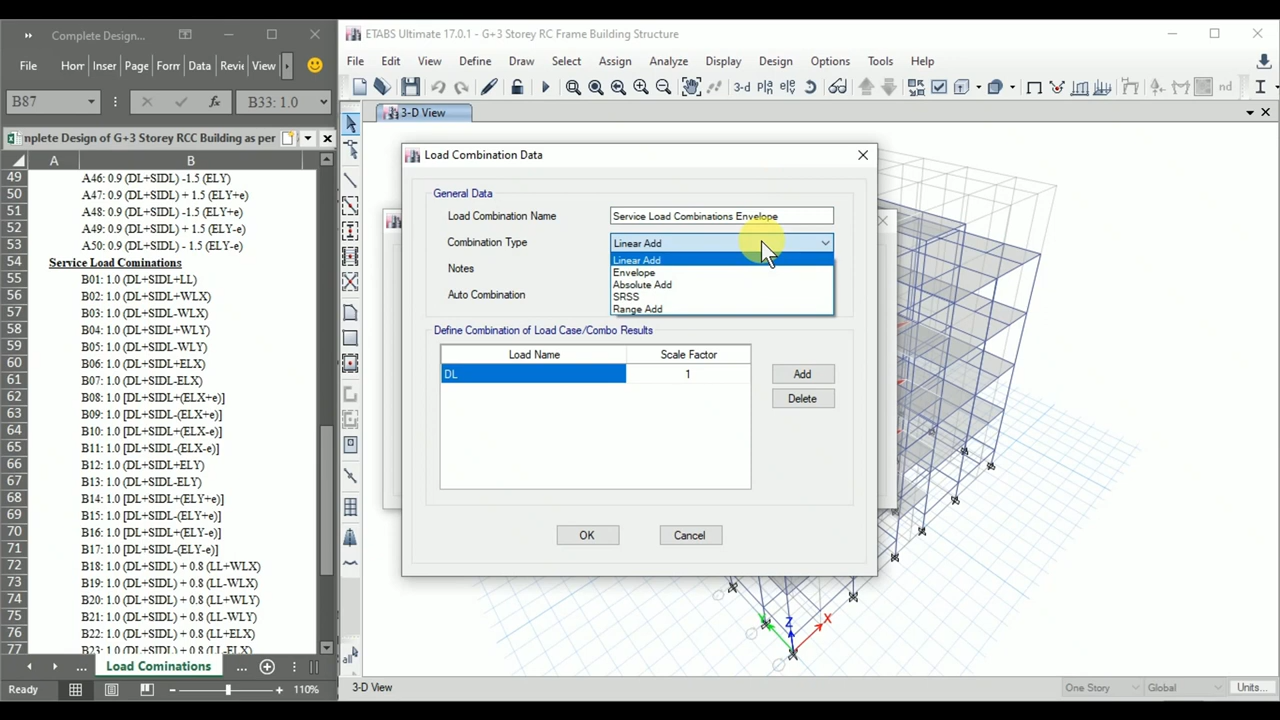 Complete Design...
File Horr Inser Page Forn Data Revie View
B87 fx B33: 1.0
nplete Design of G+3 Storey RCC Building as per
A B
49 A46: 0.9 (DL+SIDL) -1.5 (ELY)
50 A47: 0.9 (DL+SIDL) + 1.5 (ELY+e)
51 A48: 0.9 (DL+SIDL) -1.5 (ELY+e)
52 A49: 0.9 (DL+SIDL) + 1.5 (ELY-e)
53 A50: 0.9 (DL+SIDL) - 1.5 (ELY-e)
54 Service Load Cominations
55 B01: 1.0 (DL+SIDL+LL)
56 B02: 1.0 (DL+SIDL+WLX)
57 B03: 1.0 (DL+SIDL-WLX)
58 B04: 1.0 (DL+SIDL+WLY)
59 B05: 1.0 (DL+SIDL-WLY)
60 B06: 1.0 (DL+SIDL+ELX)
61 B07: 1.0 (DL+SIDL-ELX)
62 B08: 1.0 [DL+SIDL+(ELX+e)]
63 B09: 1.0 [DL+SIDL-(ELX+e)]
64 B10: 1.0 [DL+SIDL+(ELX-e)]
65 B11: 1.0 [DL+SIDL-(ELX-e)]
66 B12: 1.0 (DL+SIDL+ELY)
67 B13: 1.0 (DL+SIDL-ELY)
68 B14: 1.0 [DL+SIDL+(ELY+e)]
69 B15: 1.0 [DL+SIDL-(ELY+e)]
70 B16: 1.0 [DL+SIDL+(ELY-e)]
71 B17: 1.0 [DL+SIDL-(ELY-e)]
72 B18: 1.0 (DL+SIDL) + 0.8 (LL+WLX)
73 B19: 1.0 (DL+SIDL) + 0.8 (LL-WLX)
74 B20: 1.0 (DL+SIDL) + 0.8 (LL+WLY)
75 B21: 1.0 (DL+SIDL) + 0.8 (LL-WLY)
76 B22: 1.0 (DL+SIDL) + 0.8 (LL+ELX)
77 B23: 1.0 (DL+SIDL) + 0.8 (LL-ELX)
... Load Cominations ...
Ready 110%
ETABS Ultimate 17.0.1 - G+3 Storey RC Frame Building Structure
File Edit View Define Draw Select Assign Analyze Display Design Options Tools Help
3-d nd
3-D View
Load Combination Data
General Data
Load Combination Name Service Load Combinations Envelope
Combination Type Linear Add
Linear Add
Notes Envelope
Absolute Add
Auto Combination SRSS
Range Add
Define Combination of Load Case/Combo Results
Load Name Scale Factor
DL 1 Add
Delete
OK Cancel
Z X
3-D View One Story Global Units...